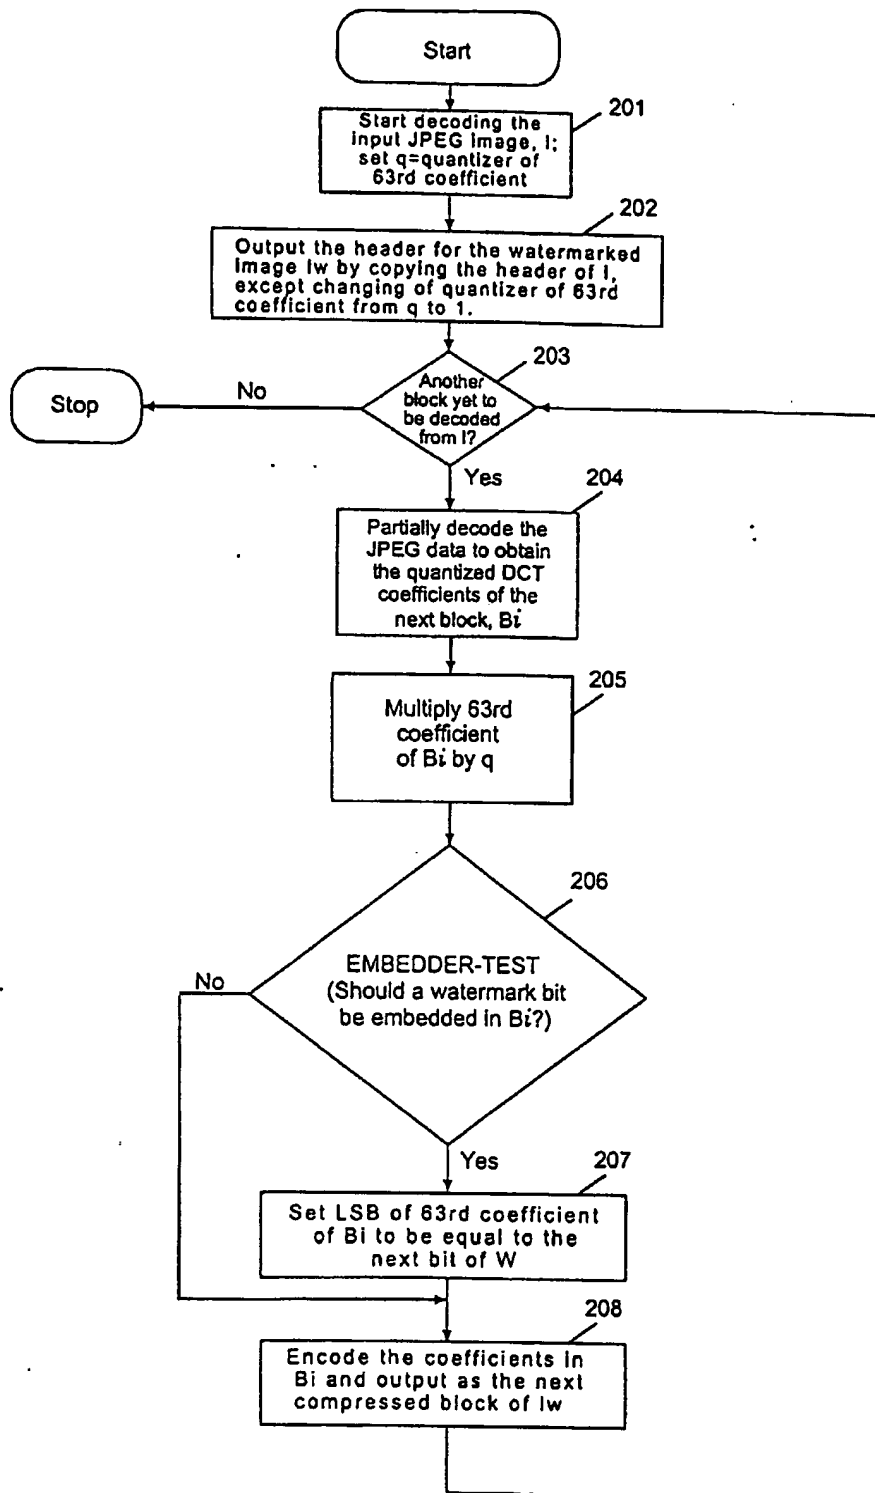 Start
201
Start decoding the
input JPEG image, I;
set q=quantizer of
63rd coefficient
202
Output the header for the watermarked
image Iw by copying the header of I,
except changing of quantizer of 63rd
coefficient from q to 1.
203
Another
block yet to
be decoded
from I?
No
Stop
Yes
204
Partially decode the
JPEG data to obtain
the quantized DCT
coefficients of the
next block, Bi
205
Multiply 63rd
coefficient
of Bi by q
206
EMBEDDER-TEST
(Should a watermark bit
be embedded in Bi?)
No
Yes
207
Set LSB of 63rd coefficient
of Bi to be equal to the
next bit of W
208
Encode the coefficients in
Bi and output as the next
compressed block of Iw